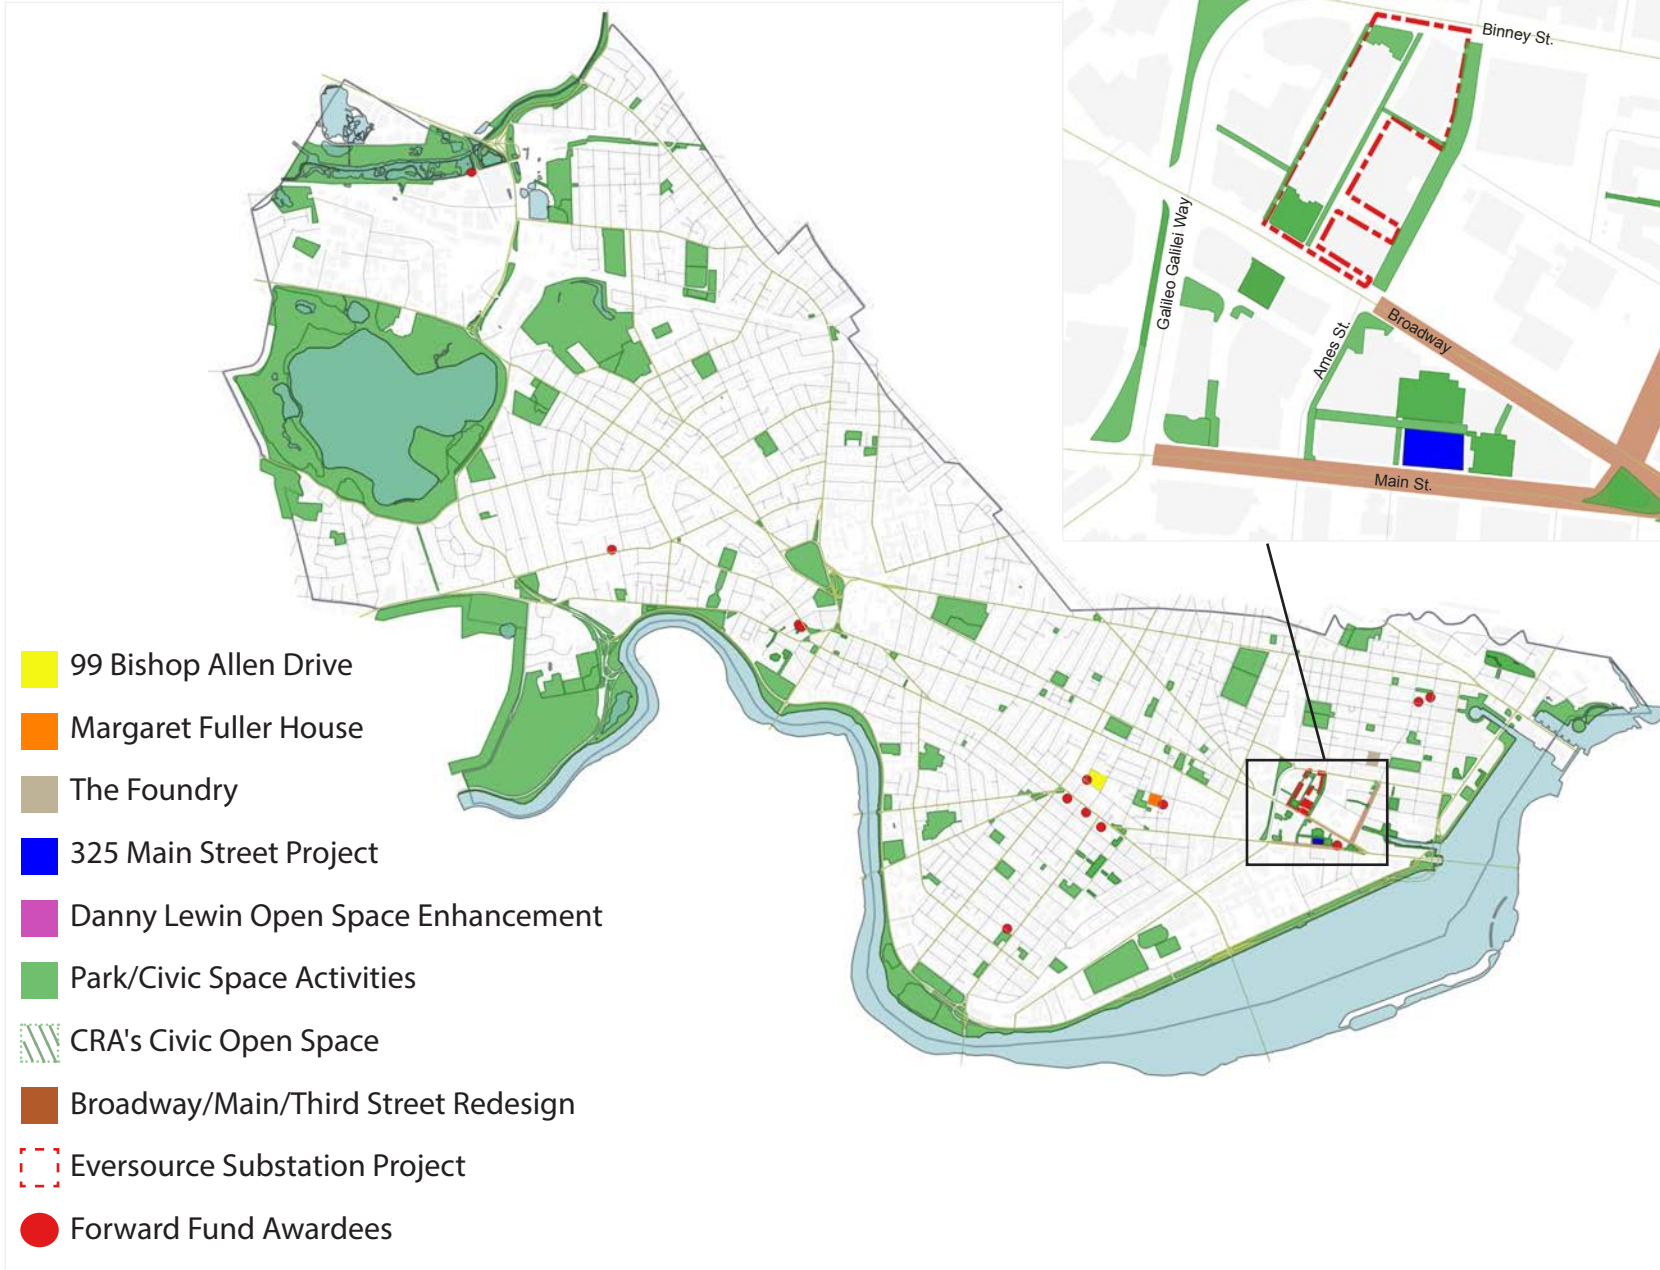 Binney St.
Galileo Galilei Way
Ames St.
Broadway
Main St.
99 Bishop Allen Drive
Margaret Fuller House
The Foundry
325 Main Street Project
Danny Lewin Open Space Enhancement
Park/Civic Space Activities
CRA's Civic Open Space
Broadway/Main/Third Street Redesign
Eversource Substation Project
Forward Fund Awardees